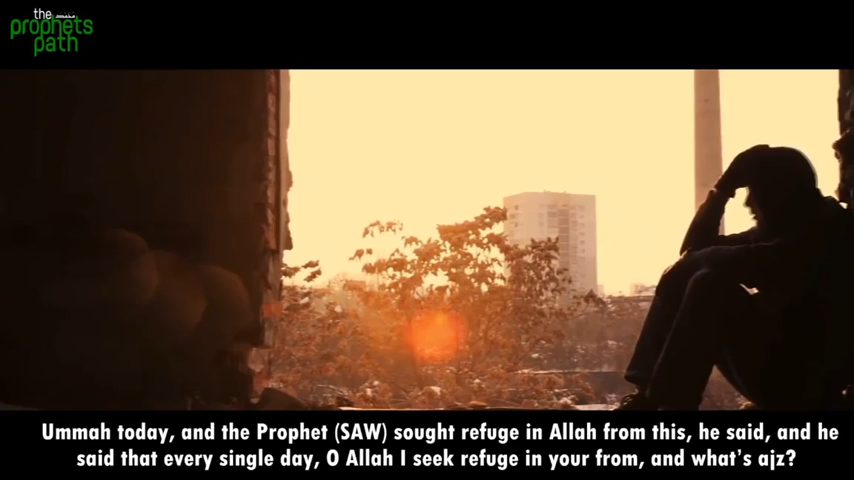 the
prophets
path
Ummah today, and the Prophet (SAW) sought refuge in Allah from this, he said, and he
said that every single day, O Allah I seek refuge in your from, and what's ajz?